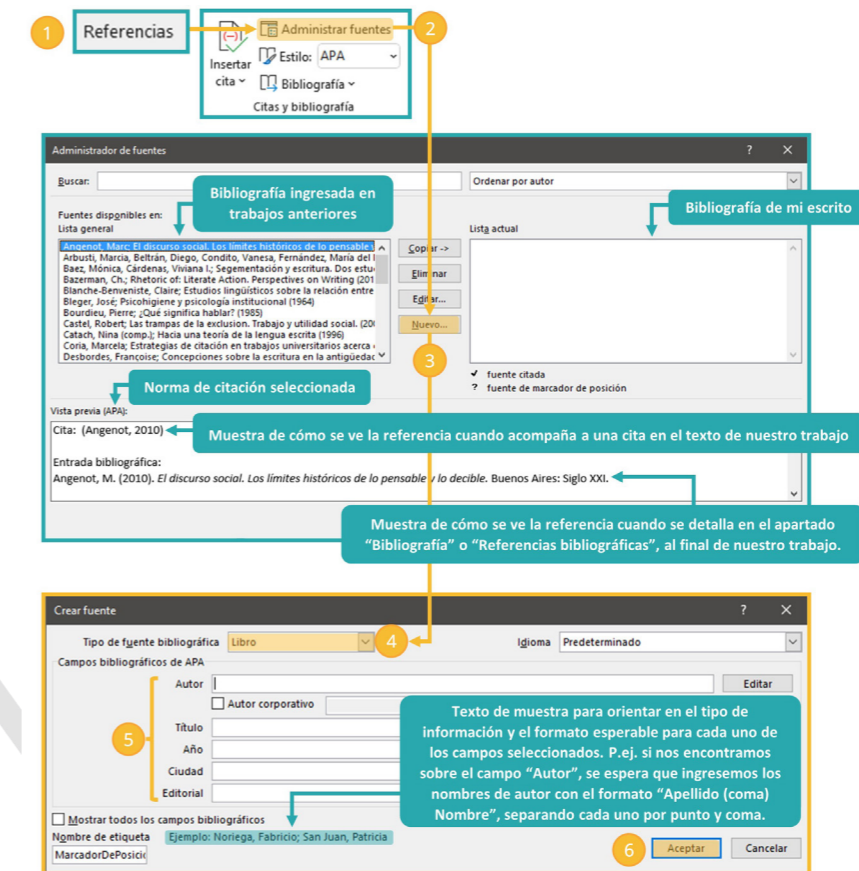 1 Referencias
Administrar fuentes 2
Insertar cita
Estilo: APA
Bibliografía
Citas y bibliografía
Administrador de fuentes ? ×
Buscar:
Ordenar por autor
Bibliografía ingresada en
trabajos anteriores
Bibliografía de mi escrito
Fuentes disponibles en:
Lista general
Lista actual
Angenot, Marc; El discurso social. Los límites históricos de lo pensable y
Arbusti, Marcia, Beltrán, Diego, Condito, Vanesa, Fernández, María del
Baez, Mónica, Cárdenas, Viviana I.; Segementación y escritura. Dos estu
Bazerman, Ch.; Rhetoric of: Literate Action. Perspectives on Writing (201
Blanche-Benveniste, Claire; Estudios lingüísticos sobre la relación entre
Bleger, José; Psicohigiene y psicología institucional (1964)
Bourdieu, Pierre; ¿Qué significa hablar? (1985)
Castel, Robert; Las trampas de la exclusion. Trabajo y utilidad social. (20
Catach, Nina (comp.); Hacia una teoría de la lengua escrita (1996)
Coria, Marcela; Estrategias de citación en trabajos universitarios acerca
Desbordes, Francoise; Concepciones sobre la escritura en la antigüedad
Copiar ->
Eliminar
Editar...
Nuevo...
3
✓ fuente citada
? fuente de marcador de posición
Norma de citación seleccionada
Vista previa (APA):
Cita: (Angenot, 2010)
Muestra de cómo se ve la referencia cuando acompaña a una cita en el texto de nuestro trabajo
Entrada bibliográfica:
Angenot, M. (2010). El discurso social. Los límites históricos de lo pensable y lo decible. Buenos Aires: Siglo XXI.
Muestra de cómo se ve la referencia cuando se detalla en el apartado
“Bibliografía” o “Referencias bibliográficas”, al final de nuestro trabajo.
Crear fuente ? ×
Tipo de fuente bibliográfica Libro 4
Idioma Predeterminado
Campos bibliográficos de APA
Autor
Editar
Autor corporativo
5
Título
Año
Ciudad
Editorial
Texto de muestra para orientar en el tipo de
información y el formato esperable para cada uno de
los campos seleccionados. P.ej. si nos encontramos
sobre el campo “Autor”, se espera que ingresemos los
nombres de autor con el formato “Apellido (coma)
Nombre”, separando cada uno por punto y coma.
Mostrar todos los campos bibliográficos
Nombre de etiqueta
Ejemplo: Noriega, Fabricio; San Juan, Patricia
MarcadorDePosici
6 Aceptar
Cancelar